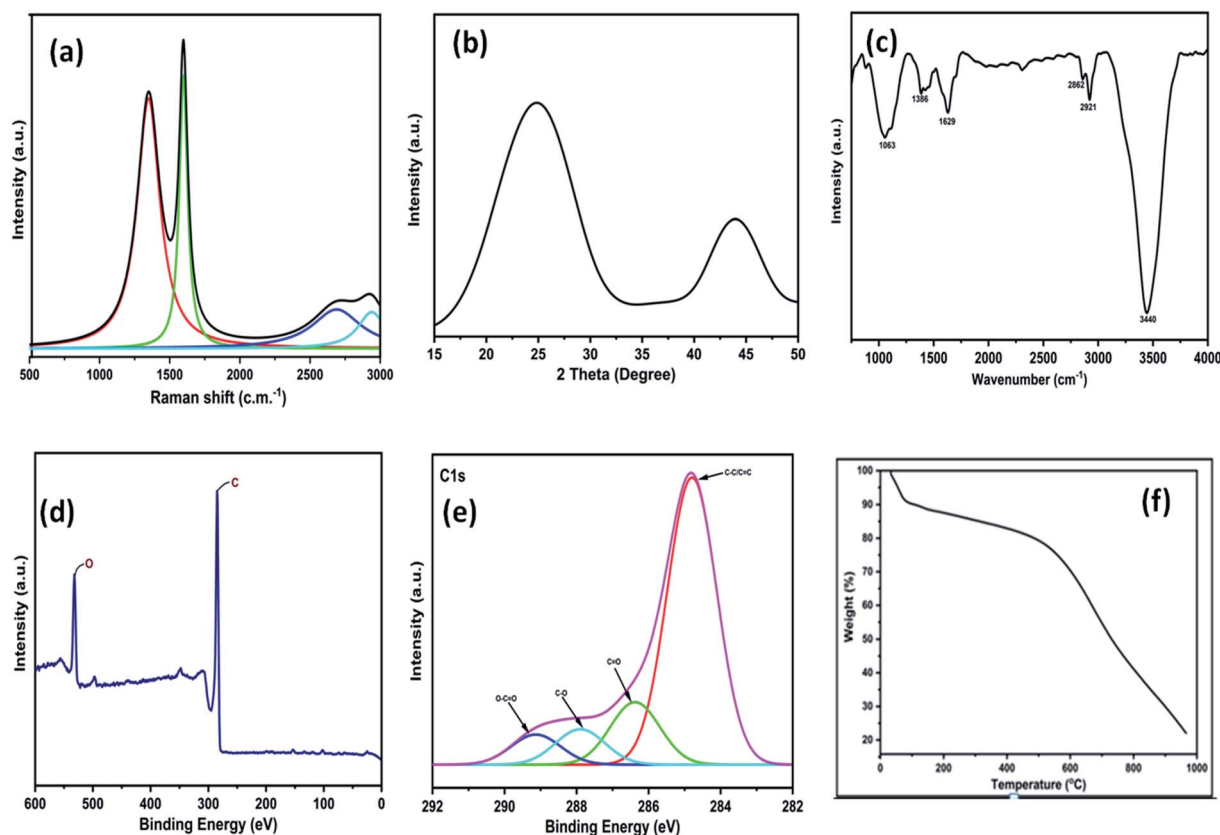 (a)
Intensity (a.u.)
500 1000 1500 2000 2500 3000
Raman shift (c.m.⁻¹)
(b)
Intensity (a.u.)
15 20 25 30 35 40 45 50
2 Theta (Degree)
(c)
1063
1386
1629
2862
2921
3440
Intensity (a.u.)
1000 1500 2000 2500 3000 3500 4000
Wavenumber (cm⁻¹)
(d)
O
C
Intensity (a.u.)
600 500 400 300 200 100 0
Binding Energy (eV)
C1s
(e)
C-C/C=C
C=O
C-O
O-C=O
Intensity (a.u.)
292 290 288 286 284 282
Binding Energy (eV)
(f)
100
90
80
70
60
50
40
30
20
Weight (%)
0 200 400 600 800 1000
Temperature (°C)